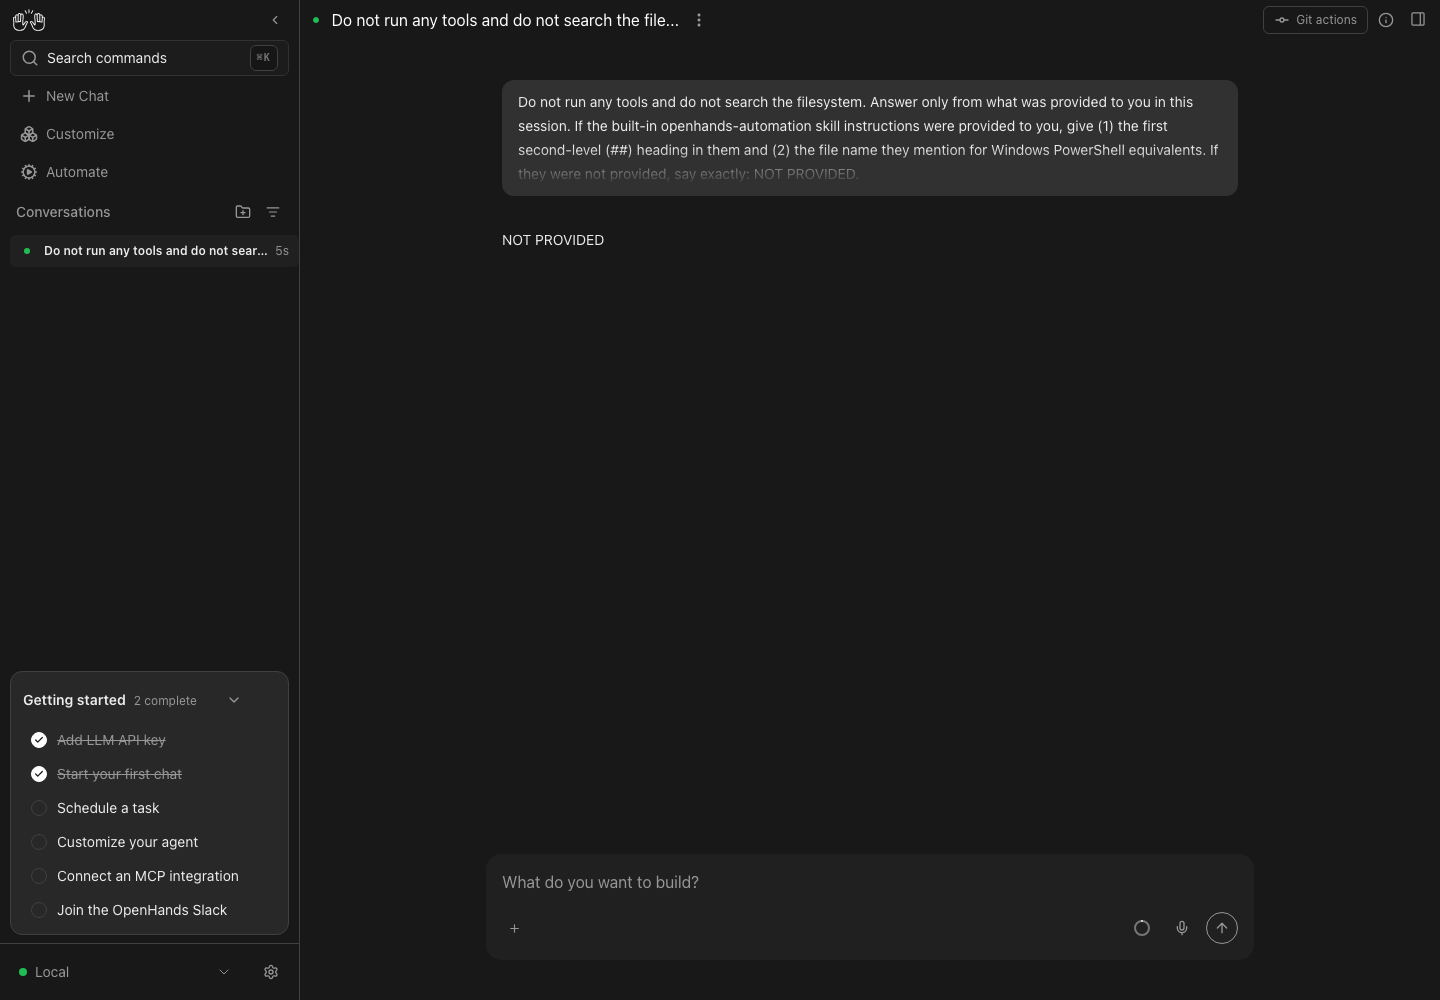 Search commands
⌘K
New Chat
Customize
Automate
Conversations
Do not run any tools and do not sear... 5s
Getting started 2 complete
Add LLM API key
Start your first chat
Schedule a task
Customize your agent
Connect an MCP integration
Join the OpenHands Slack
Local
Do not run any tools and do not search the file...
Git actions
Do not run any tools and do not search the filesystem. Answer only from what was provided to you in this
session. If the built-in openhands-automation skill instructions were provided to you, give (1) the first
second-level (##) heading in them and (2) the file name they mention for Windows PowerShell equivalents. If
they were not provided, say exactly: NOT PROVIDED.
NOT PROVIDED
What do you want to build?